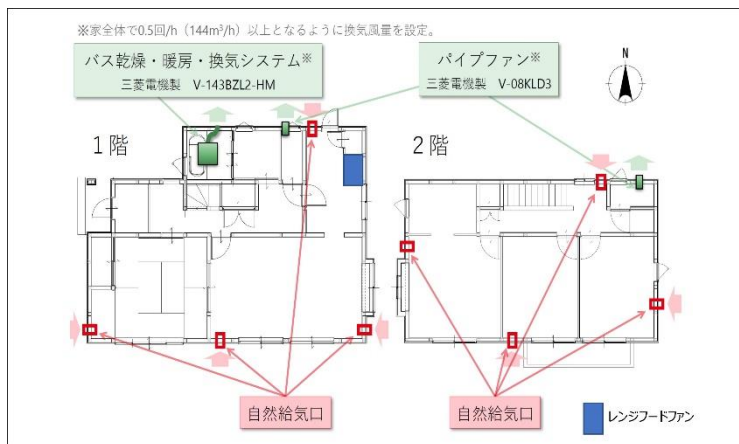 ※家全体で0.5回/h（144m³/h）以上となるように換気風量を設定。
バス乾燥・暖房・換気システム※
三菱電機製　V-143BZL2-HM
パイプファン※
三菱電機製　V-08KLD3
N
1階
2階
自然給気口
自然給気口
レンジフードファン